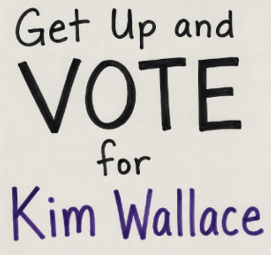 Get Up and
VOTE
for
Kim Wallace